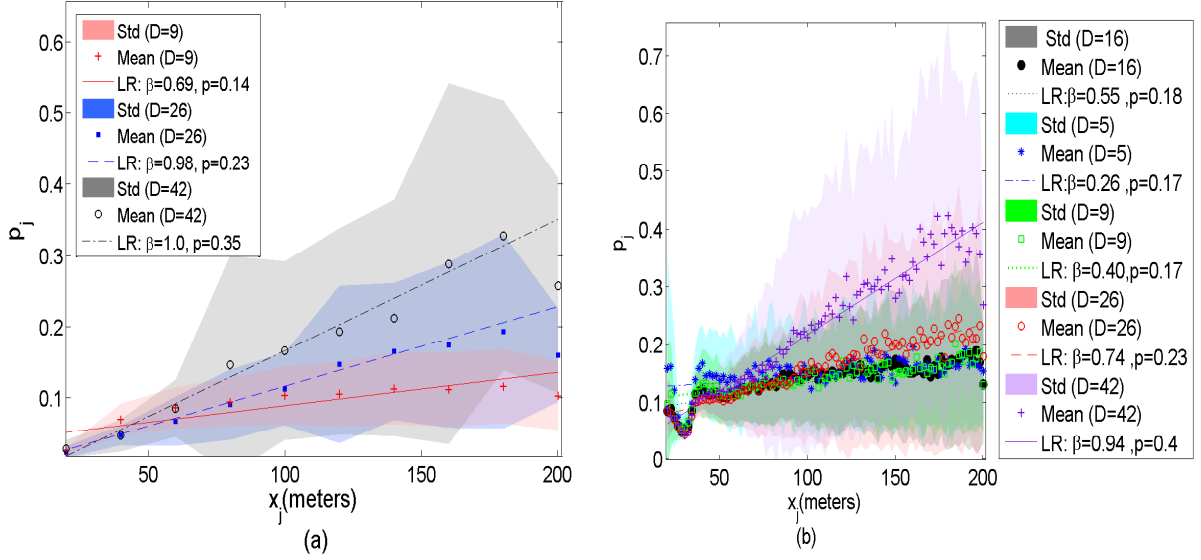 0.6
0.5
0.4
0.3
0.2
0.1
p_j
50
100
150
200
x_j(meters)
(a)
Std (D=9)
Mean (D=9)
LR: β=0.69, p=0.14
Std (D=26)
Mean (D=26)
LR: β=0.98, p=0.23
Std (D=42)
Mean (D=42)
LR: β=1.0, p=0.35
0.7
0.6
0.5
0.4
0.3
0.2
0.1
0
p_j
50
100
150
200
x_j(meters)
(b)
Std (D=16)
Mean (D=16)
LR:β=0.55 ,p=0.18
Std (D=5)
Mean (D=5)
LR:β=0.26 ,p=0.17
Std (D=9)
Mean (D=9)
LR: β=0.40,p=0.17
Std (D=26)
Mean (D=26)
LR: β=0.74 ,p=0.23
Std (D=42)
Mean (D=42)
LR: β=0.94 ,p=0.4